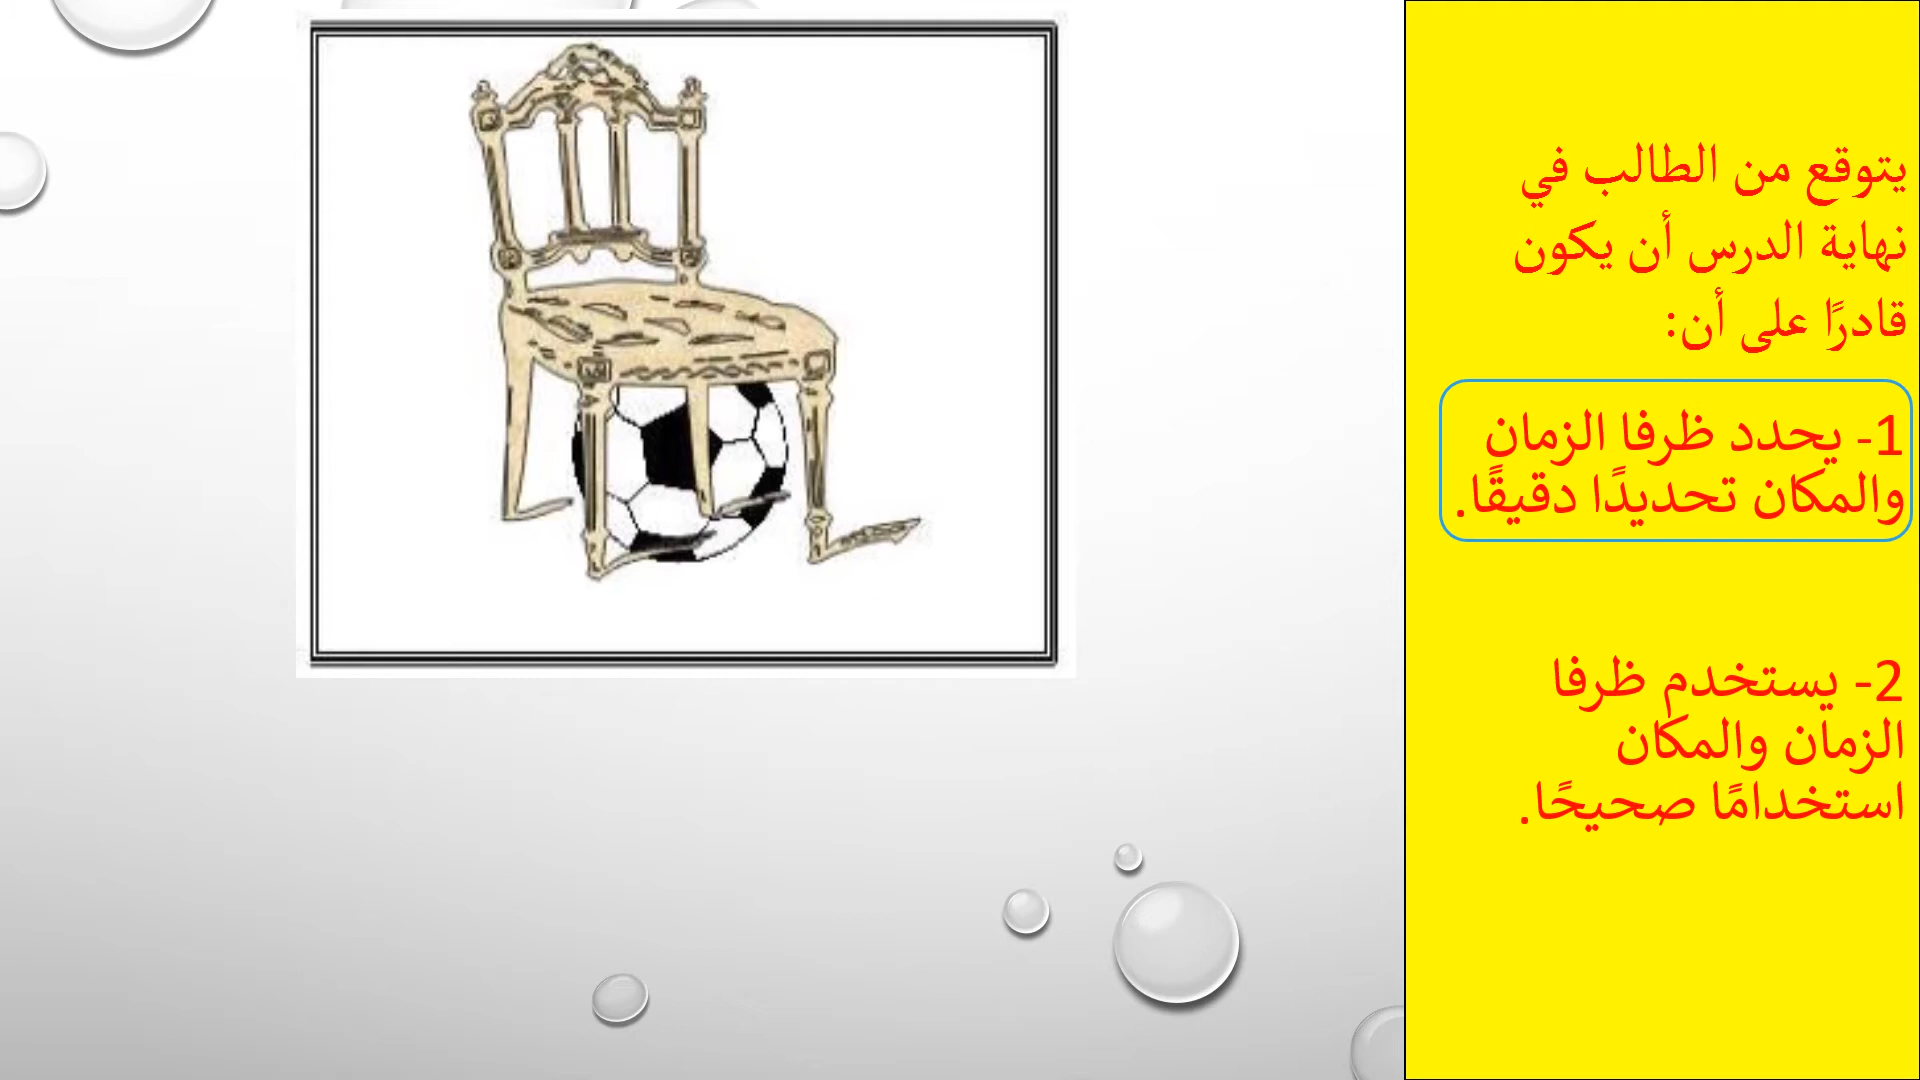 يتوقع من الطالب في
نهاية الدرس أن يكون
قادرًا على أن:
1- يحدد ظرفا الزمان
والمكان تحديدًا دقيقًا.
2- يستخدم ظرفا
الزمان والمكان
استخدامًا صحيحًا.